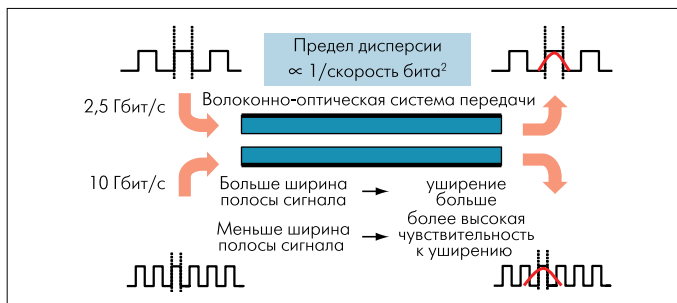 Предел дисперсии
∝ 1/скорость бита²
2,5 Гбит/с
Волоконно-оптическая система передачи
10 Гбит/с
Больше ширина
полосы сигнала
уширение
больше
Меньше ширина
полосы сигнала
более высокая
чувствительность
к уширению